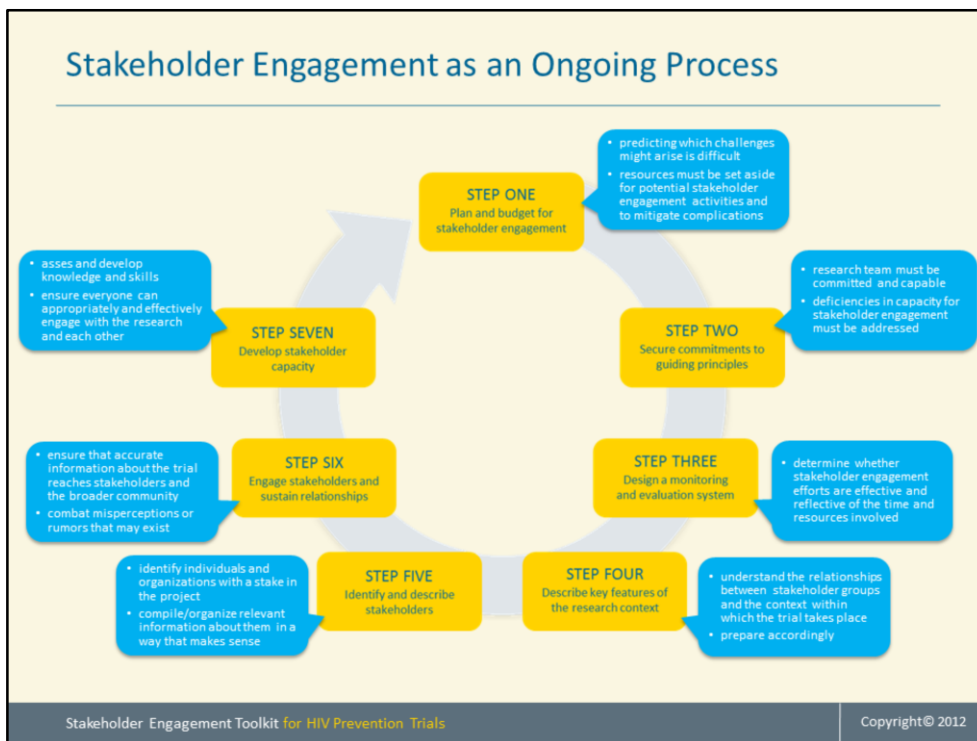 Stakeholder Engagement as an Ongoing Process
STEP ONE
Plan and budget for
stakeholder engagement
• predicting which challenges
might arise is difficult
• resources must be set aside
for potential stakeholder
engagement activities and
to mitigate complications
STEP TWO
Secure commitments to
guiding principles
• research team must be
committed and capable
• deficiencies in capacity for
stakeholder engagement
must be addressed
STEP THREE
Design a monitoring
and evaluation system
• determine whether
stakeholder engagement
efforts are effective and
reflective of the time and
resources involved
STEP FOUR
Describe key features of
the research context
• understand the relationships
between stakeholder groups
and the context within
which the trial takes place
• prepare accordingly
STEP FIVE
Identify and describe
stakeholders
• identify individuals and
organizations with a stake in
the project
• compile/organize relevant
information about them in a
way that makes sense
STEP SIX
Engage stakeholders and
sustain relationships
• ensure that accurate
information about the trial
reaches stakeholders and
the broader community
• combat misperceptions or
rumors that may exist
STEP SEVEN
Develop stakeholder
capacity
• asses and develop
knowledge and skills
• ensure everyone can
appropriately and effectively
engage with the research
and each other
Stakeholder Engagement Toolkit for HIV Prevention Trials
Copyright© 2012